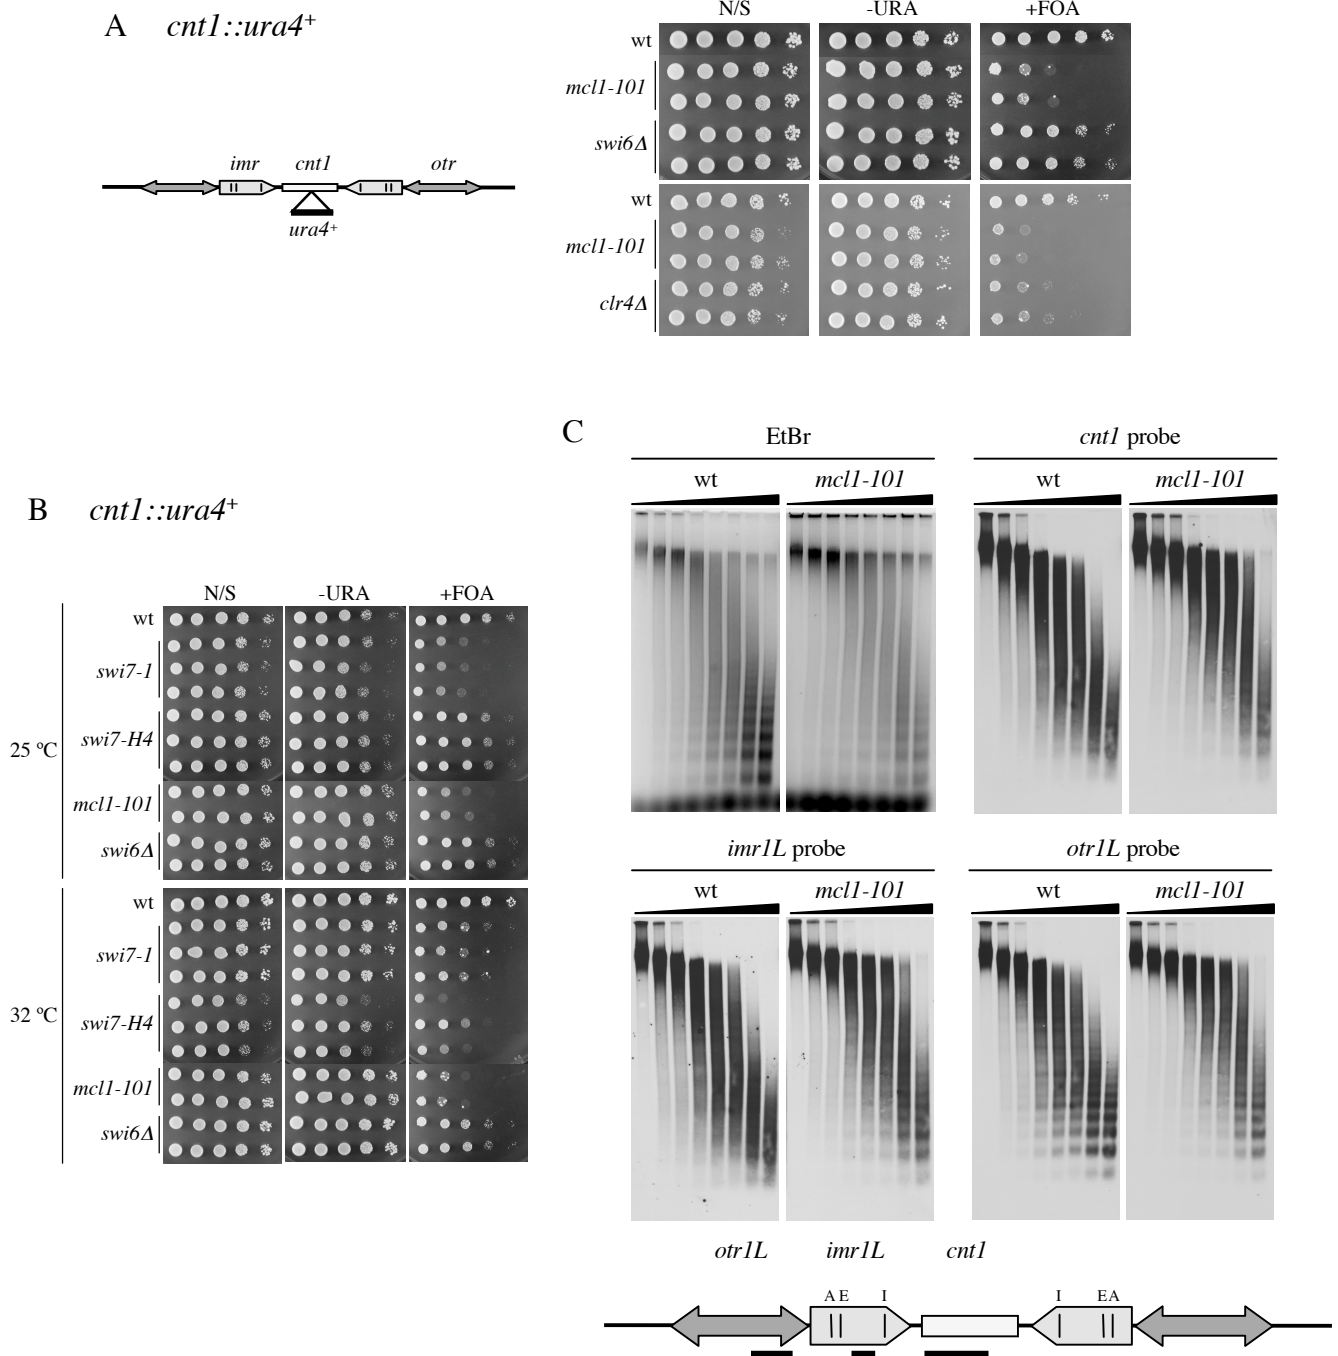 A cnt1::ura4+
N/S -URA +FOA
wt
mcl1-101
swi6Δ
wt
mcl1-101
clr4Δ
imr cnt1 otr
ura4+
B cnt1::ura4+
N/S -URA +FOA
25 ºC
wt
swi7-1
swi7-H4
mcl1-101
swi6Δ
32 ºC
wt
swi7-1
swi7-H4
mcl1-101
swi6Δ
C
EtBr cnt1 probe
wt mcl1-101 wt mcl1-101
imr1L probe otr1L probe
wt mcl1-101 wt mcl1-101
otr1L imr1L cnt1
A E I I E A